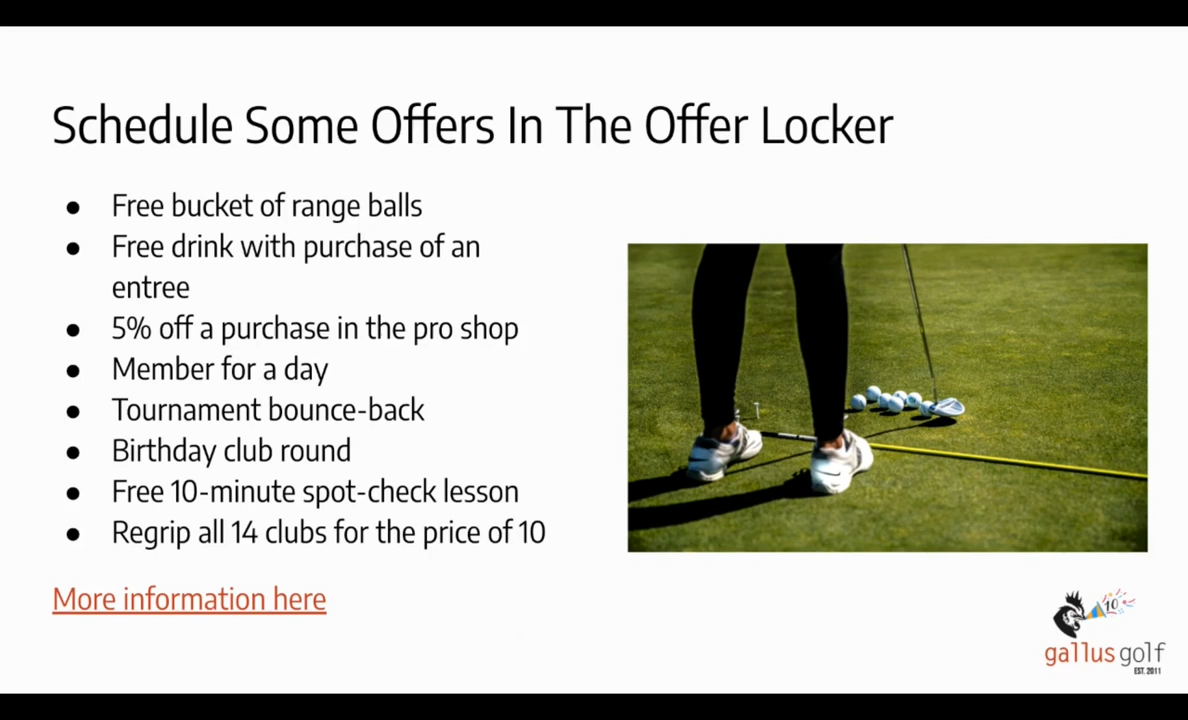 Schedule Some Offers In The Offer Locker
● Free bucket of range balls
● Free drink with purchase of an
entree
● 5% off a purchase in the pro shop
● Member for a day
● Tournament bounce-back
● Birthday club round
● Free 10-minute spot-check lesson
● Regrip all 14 clubs for the price of 10
More information here
10
gallus golf
EST. 2011